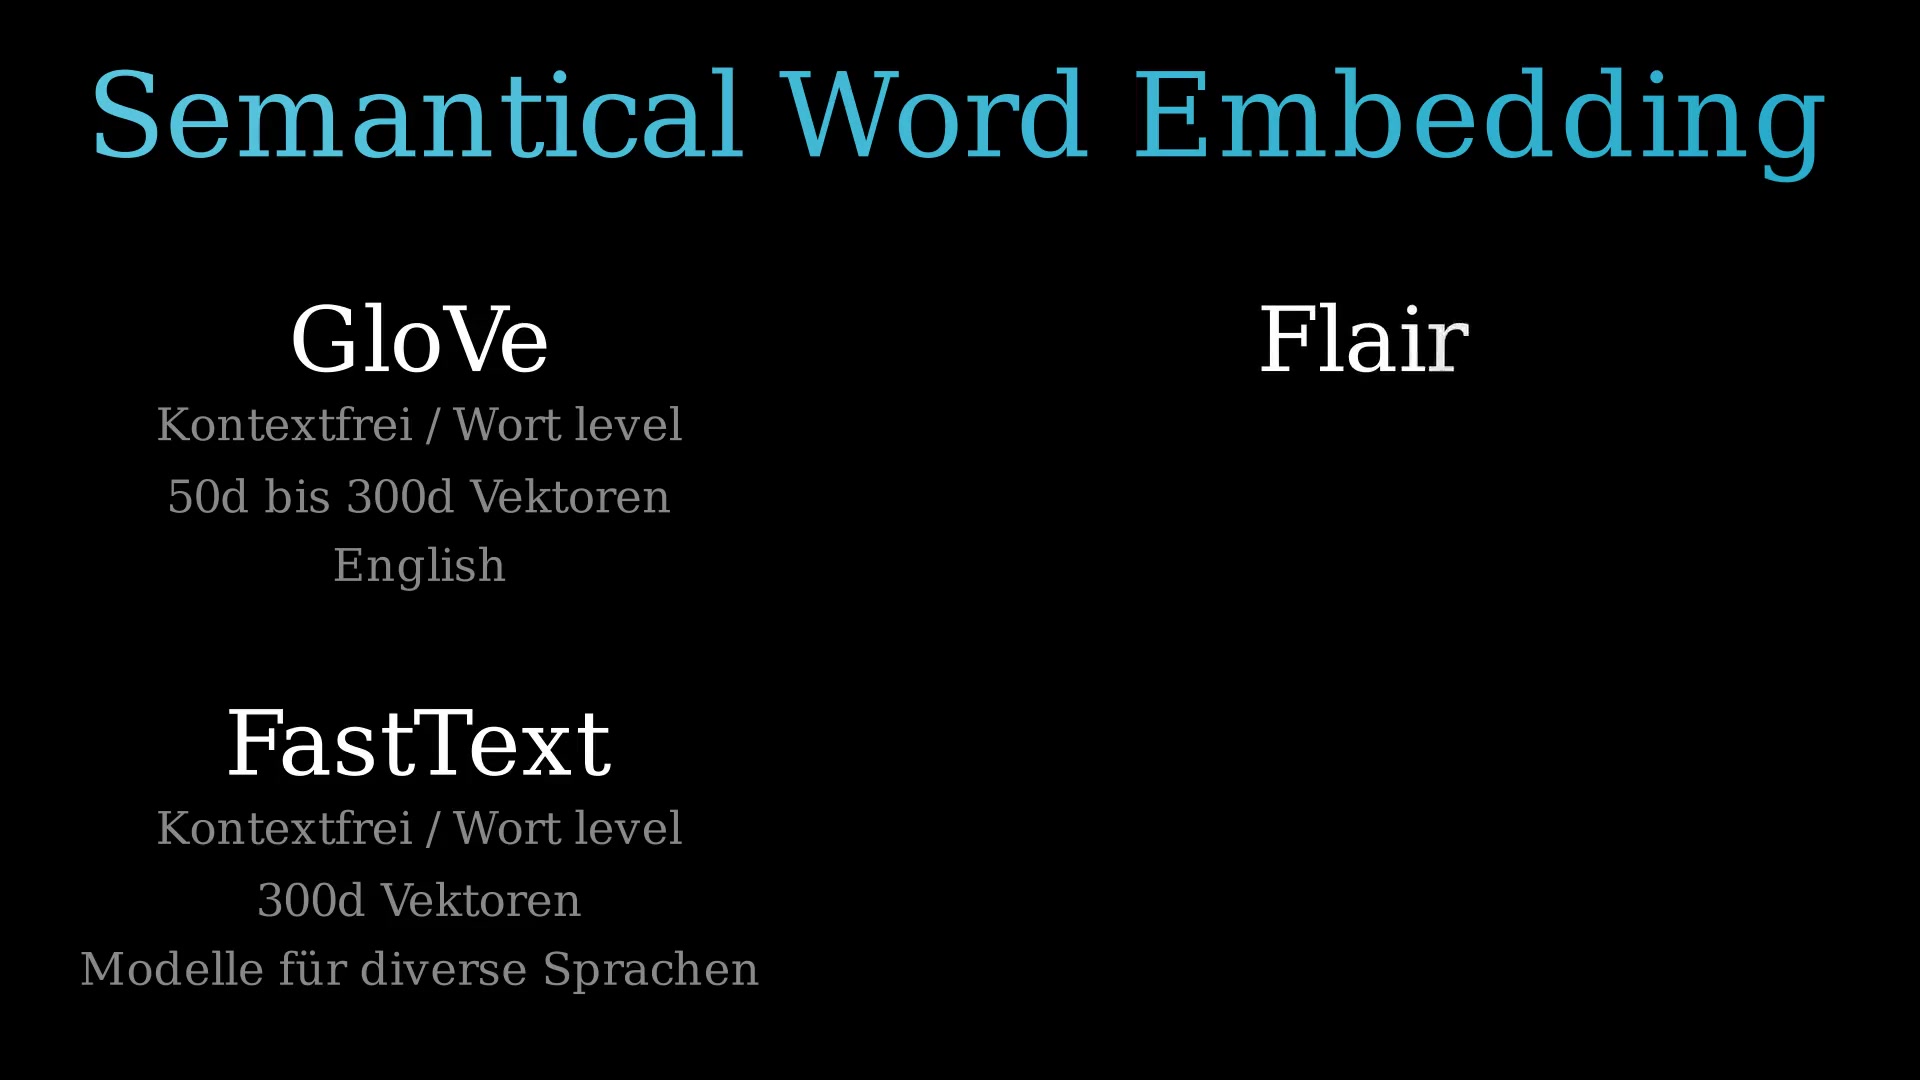 Semantical Word Embedding
GloVe
Kontextfrei / Wort level
50d bis 300d Vektoren
English
FastText
Kontextfrei / Wort level
300d Vektoren
Modelle für diverse Sprachen
Flair